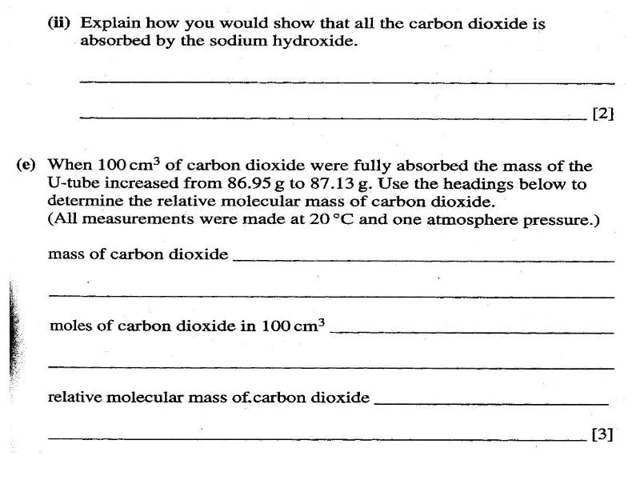 (ii) Explain how you would show that all the carbon dioxide is
absorbed by the sodium hydroxide.
[2]
(e) When 100 cm³ of carbon dioxide were fully absorbed the mass of the
U-tube increased from 86.95 g to 87.13 g. Use the headings below to
determine the relative molecular mass of carbon dioxide.
(All measurements were made at 20 °C and one atmosphere pressure.)
mass of carbon dioxide
moles of carbon dioxide in 100 cm³
relative molecular mass of carbon dioxide
[3]